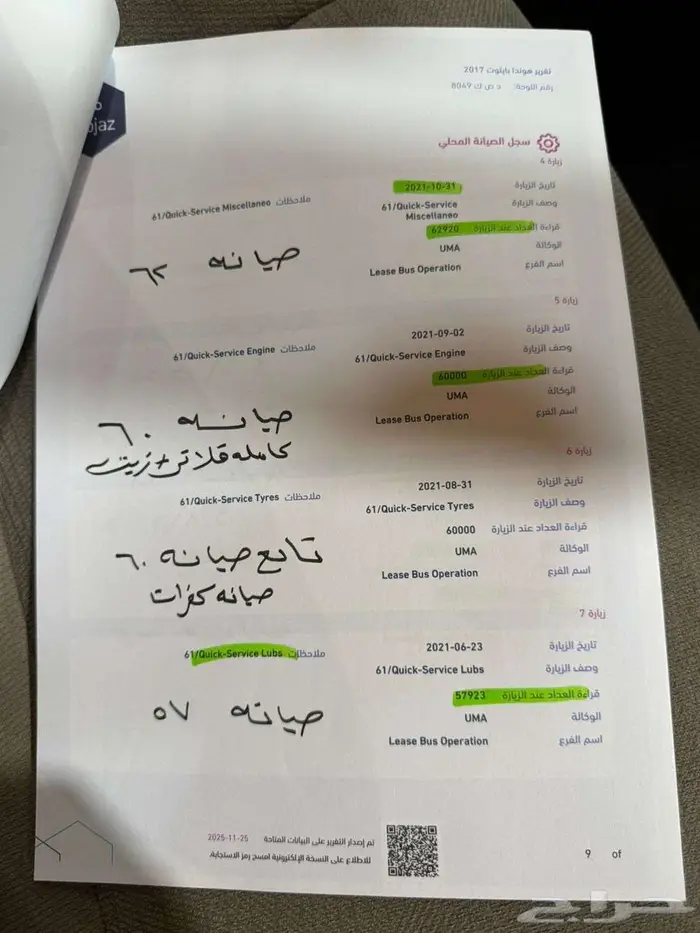 ojaz
تقرير هوندا بايلوت 2017
رقم اللوحة: د ص ك 8049
سجل الصيانة المحلي
زيارة 4
تاريخ الزيارة 2021-10-31
وصف الزيارة 61/Quick-Service Miscellaneo ملاحظات 61/Quick-Service Miscellaneo
قراءة العداد عند الزيارة 62920
الوكالة UMA
اسم الفرع Lease Bus Operation
صيانه ٦٢
زيارة 5
تاريخ الزيارة 2021-09-02
وصف الزيارة 61/Quick-Service Engine ملاحظات 61/Quick-Service Engine
قراءة العداد عند الزيارة 60000
الوكالة UMA
اسم الفرع Lease Bus Operation
صيانه ٦٠
كامله قلاتر + زيت
زيارة 6
تاريخ الزيارة 2021-08-31
وصف الزيارة 61/Quick-Service Tyres ملاحظات 61/Quick-Service Tyres
قراءة العداد عند الزيارة 60000
الوكالة UMA
اسم الفرع Lease Bus Operation
تابع صيانه ٦٠
صيانه كفرات
زيارة 7
تاريخ الزيارة 2021-06-23
وصف الزيارة 61/Quick-Service Lubs ملاحظات 61/Quick-Service Lubs
قراءة العداد عند الزيارة 57923
الوكالة UMA
اسم الفرع Lease Bus Operation
صيانه ٥٧
تم إصدار التقرير على البيانات المتاحة 2025-11-25
للاطلاع على النسخة الإلكترونية امسح رمز الاستجابة.
9 of
حراج